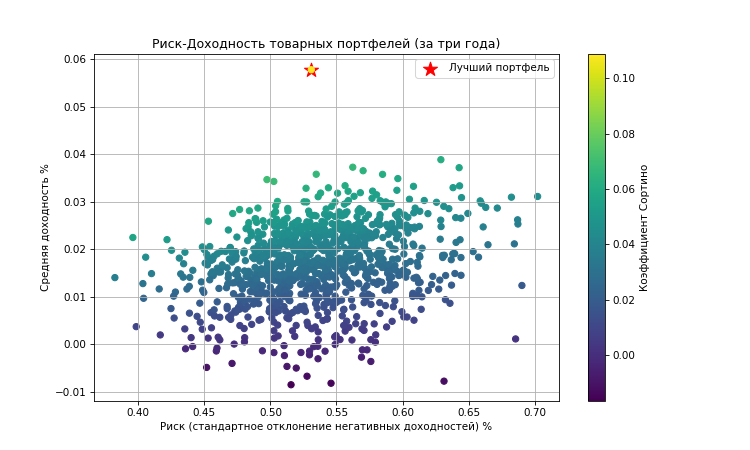 Риск-Доходность товарных портфелей (за три года)
Лучший портфель
Средняя доходность %
0.06
0.05
0.04
0.03
0.02
0.01
0.00
−0.01
0.40 0.45 0.50 0.55 0.60 0.65 0.70
Риск (стандартное отклонение негативных доходностей) %
0.10
0.08
0.06
0.04
0.02
0.00
Коэффициент Сортино